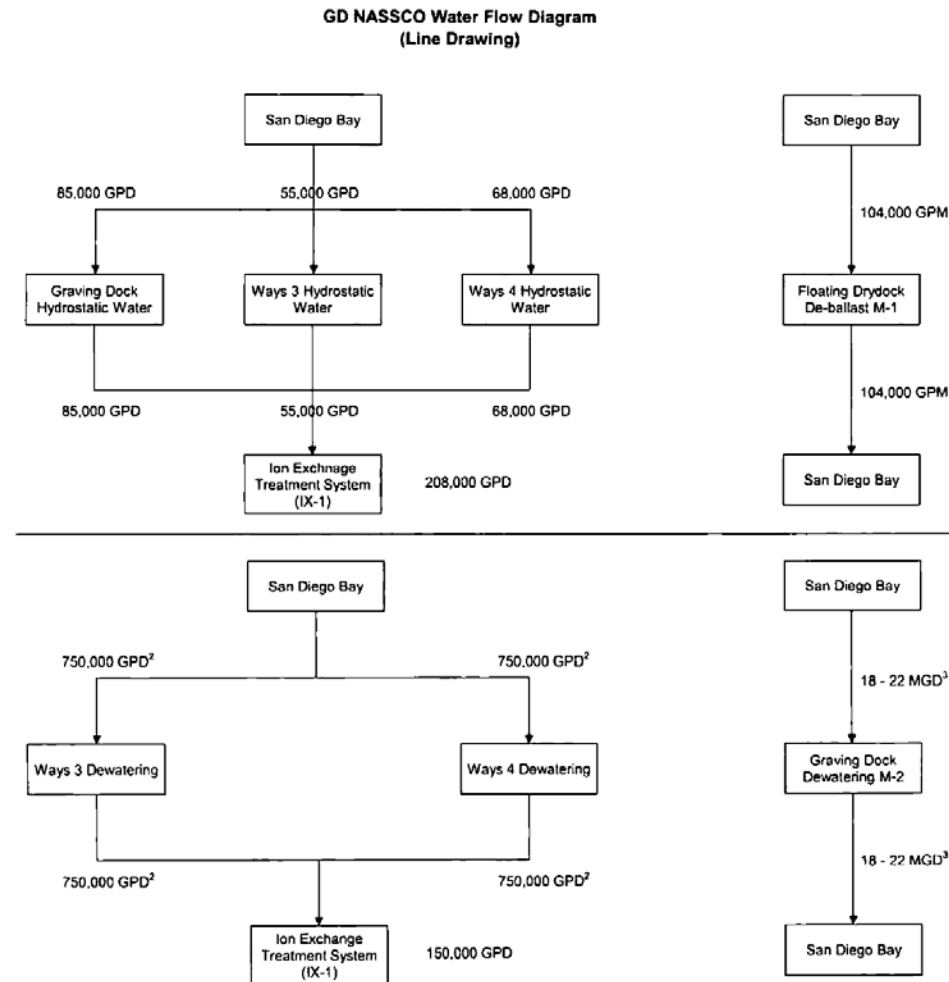 GD NASSCO Water Flow Diagram
(Line Drawing)
San Diego Bay
San Diego Bay
85,000 GPD
55,000 GPD
68,000 GPD
104,000 GPM
Graving Dock
Hydrostatic Water
Ways 3 Hydrostatic
Water
Ways 4 Hydrostatic
Water
Floating Drydock
De-ballast M-1
85,000 GPD
55,000 GPD
68,000 GPD
104,000 GPM
Ion Exchnage
Treatment System
(IX-1)
208,000 GPD
San Diego Bay
San Diego Bay
San Diego Bay
750,000 GPD²
750,000 GPD²
18 - 22 MGD³
Ways 3 Dewatering
Ways 4 Dewatering
Graving Dock
Dewatering M-2
750,000 GPD²
750,000 GPD²
18 - 22 MGD³
Ion Exchange
Treatment System
(IX-1)
150,000 GPD
San Diego Bay